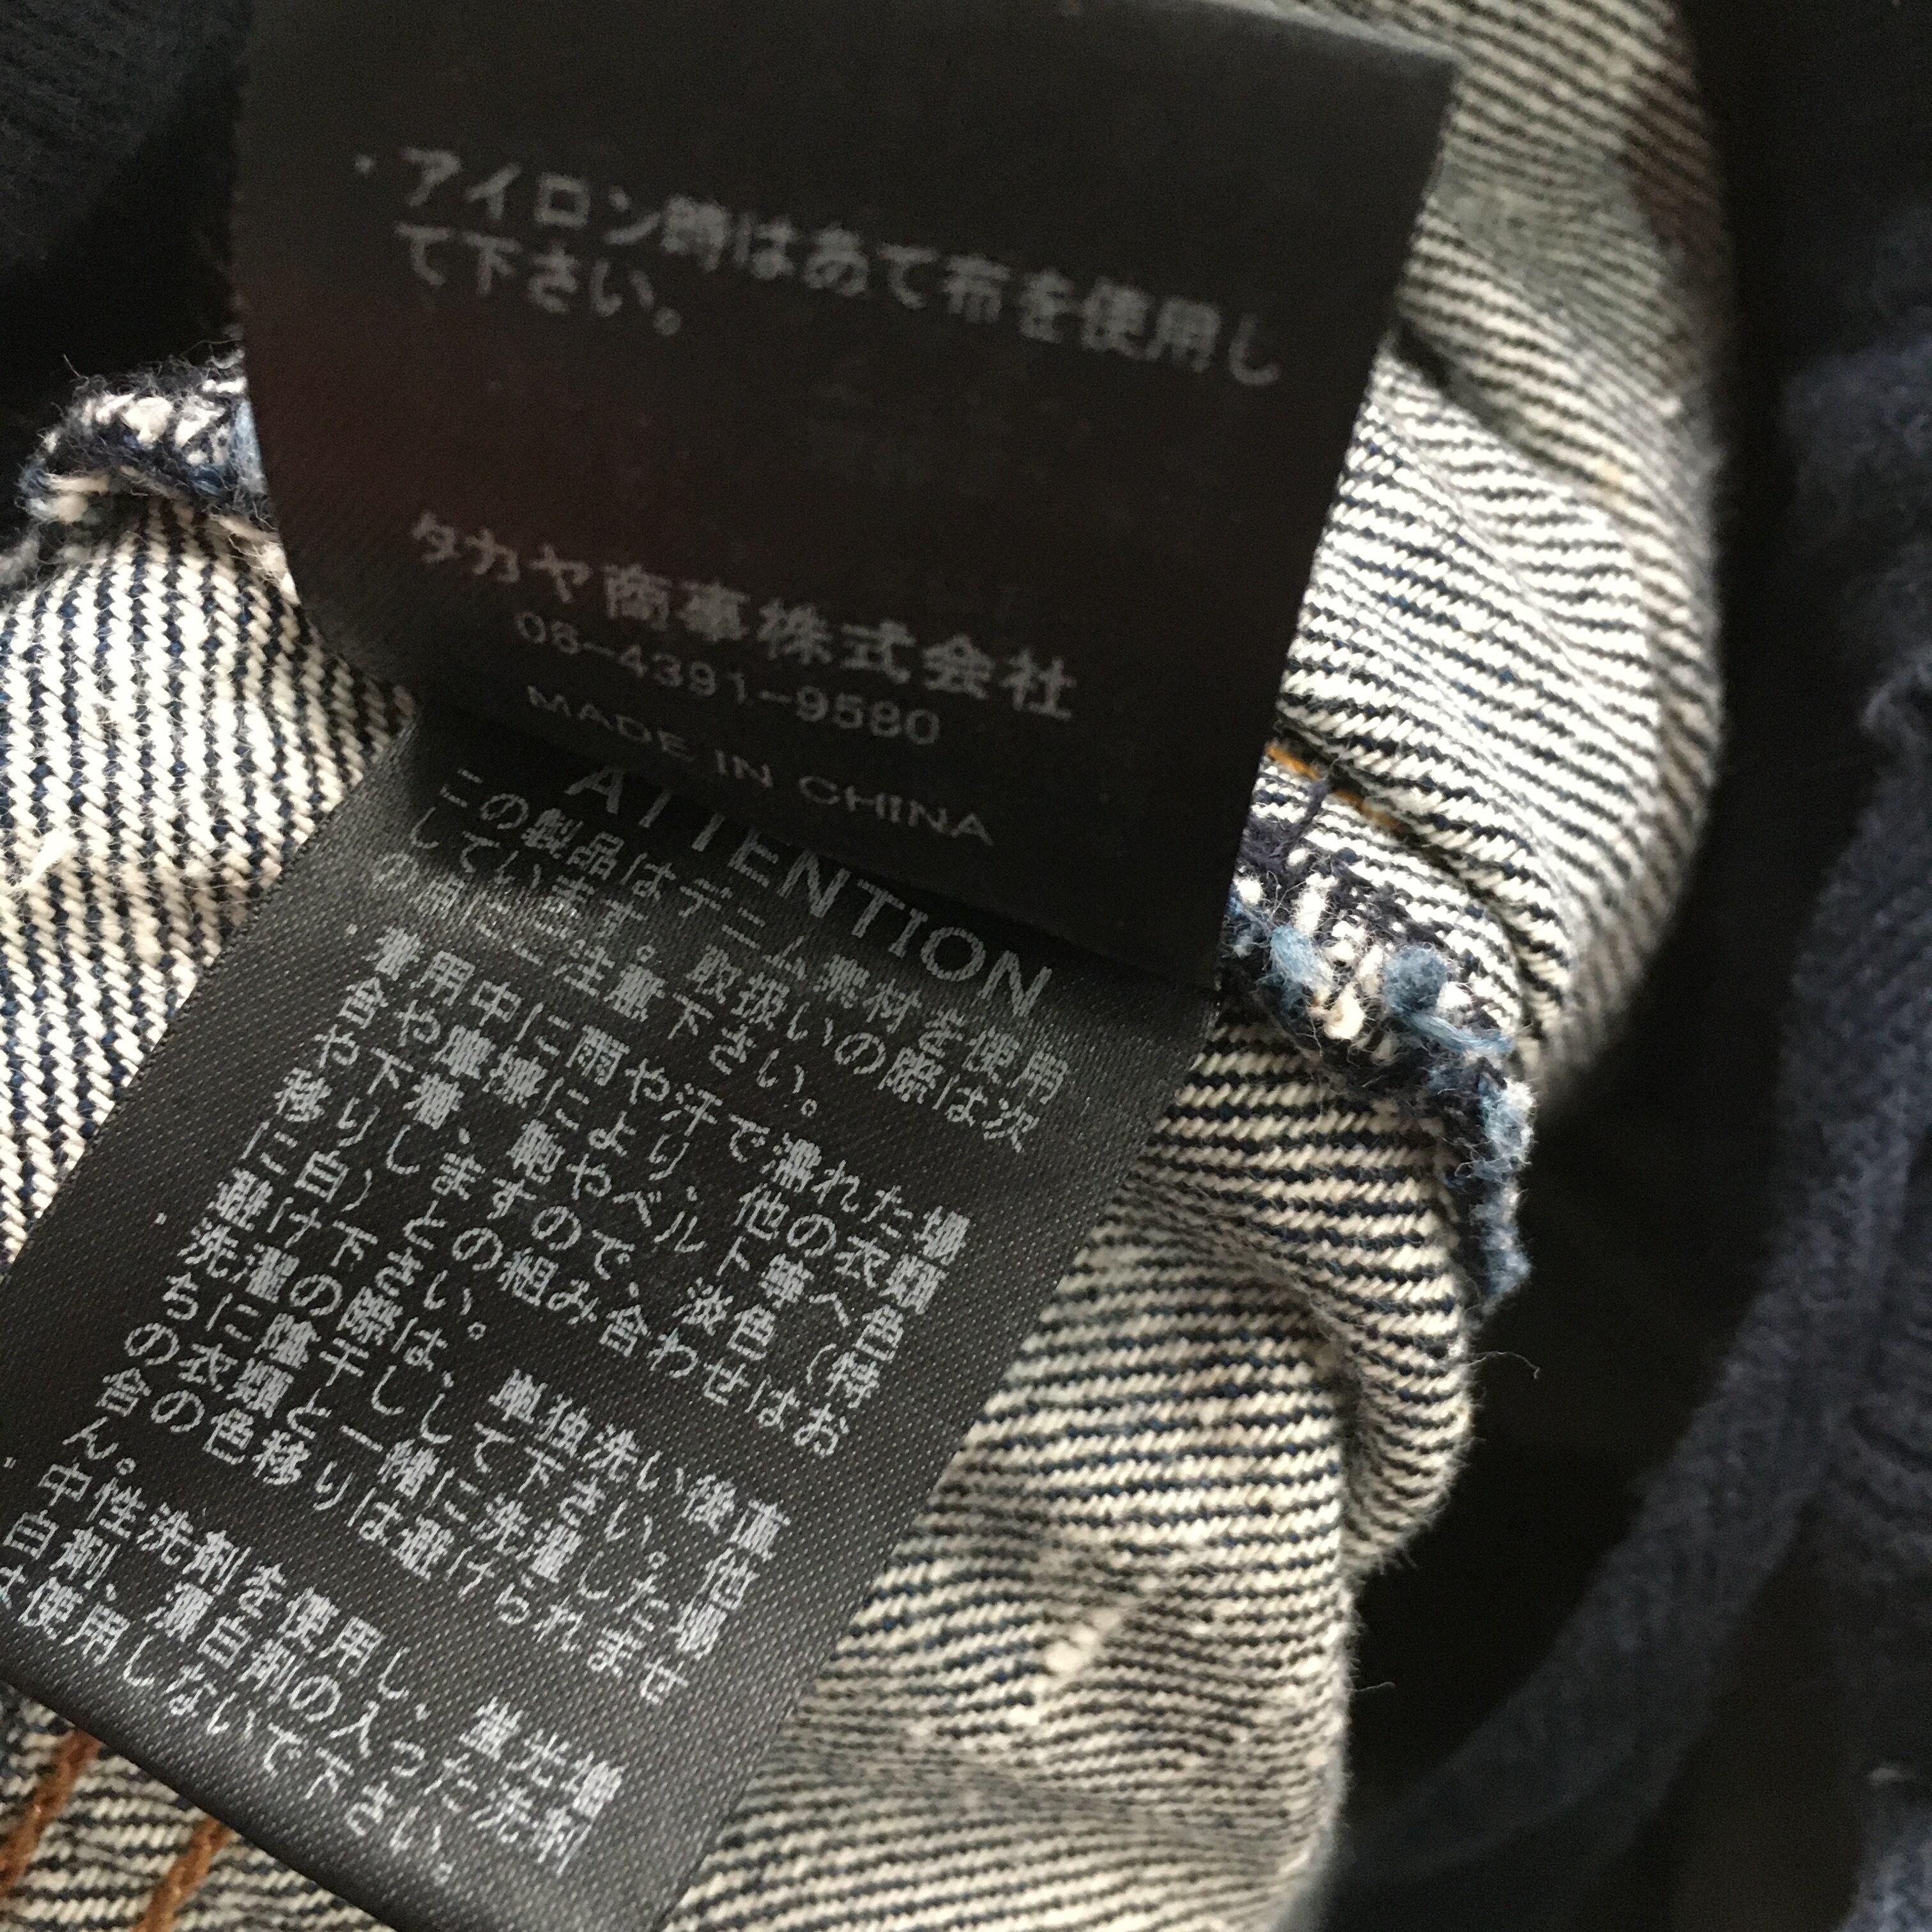 ・アイロン時はあて布を使用し
て下さい。
タカヤ商事株式会社
06-4391-9580
MADE IN CHINA
ATTENTION
この製品はデニム素材を使用
しています。取扱いの際は次
の点にご注意下さい。
・着用中に雨や汗で濡れた場
合や摩擦により、他の衣類
や下着、鞄やベルト等へ色
移りしますので、淡色（特
に白）との組み合わせはお
避け下さい。
・洗濯の際は、単独洗い後直
ちに陰干しして下さい。他
の衣類と一緒に洗濯した場
合の色移りは避けられませ
ん。
・中性洗剤を使用し、蛍光増
白剤、漂白剤の入った洗剤
は使用しないで下さい。